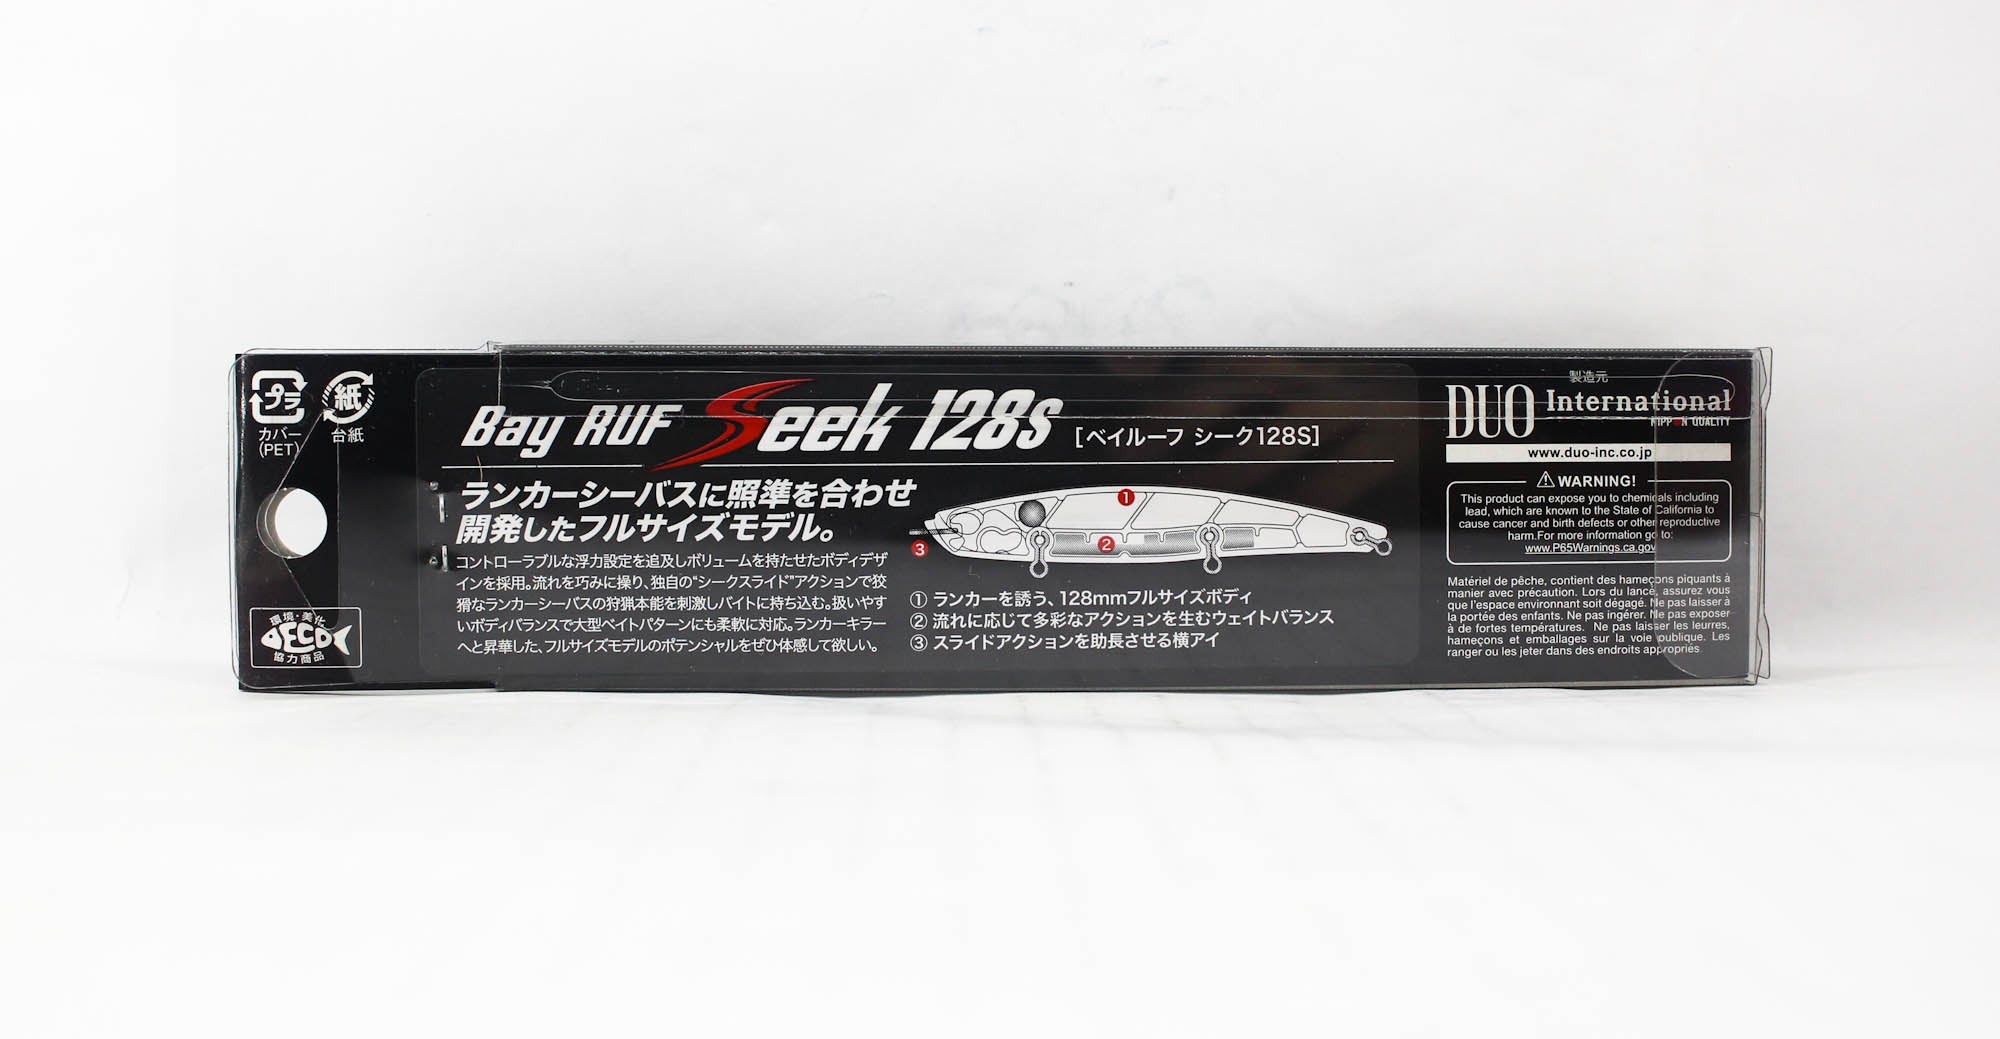 プラ
カバー
(PET)
紙
台紙
環境・美化
ECO
協力商品
Bay RUF Seek 128s [ベイルーフ シーク128S]
ランカーシーバスに照準を合わせ
開発したフルサイズモデル。
コントローラブルな浮力設定を追及しボリュームを持たせたボディデザ
インを採用。流れを巧みに操り、独自の“シークスライド”アクションで狡
猾なランカーシーバスの狩猟本能を刺激しバイトに持ち込む。扱いやす
いボディバランスで大型ベイトパターンにも柔軟に対応。ランカーキラー
へと昇華した、フルサイズモデルのポテンシャルをぜひ体感して欲しい。
1
2
3
① ランカーを誘う、128mmフルサイズボディ
② 流れに応じて多彩なアクションを生むウェイトバランス
③ スライドアクションを助長させる横アイ
製造元
DUO International
NIPPON QUALITY
www.duo-inc.co.jp
⚠WARNING!
This product can expose you to chemicals including
lead, which are known to the State of California to
cause cancer and birth defects or other reproductive
harm.For more information go to:
www.P65Warnings.ca.gov
Matériel de pêche, contient des hameçons piquants à
manier avec précaution. Lors du lancé, assurez vous
que l'espace environnant soit dégagé. Ne pas laisser à
la portée des enfants. Ne pas ingérer. Ne pas exposer
à de fortes températures. Ne pas laisser les leurres,
hameçons et emballages sur la voie publique. Les
ranger ou les jeter dans des endroits appropriés.